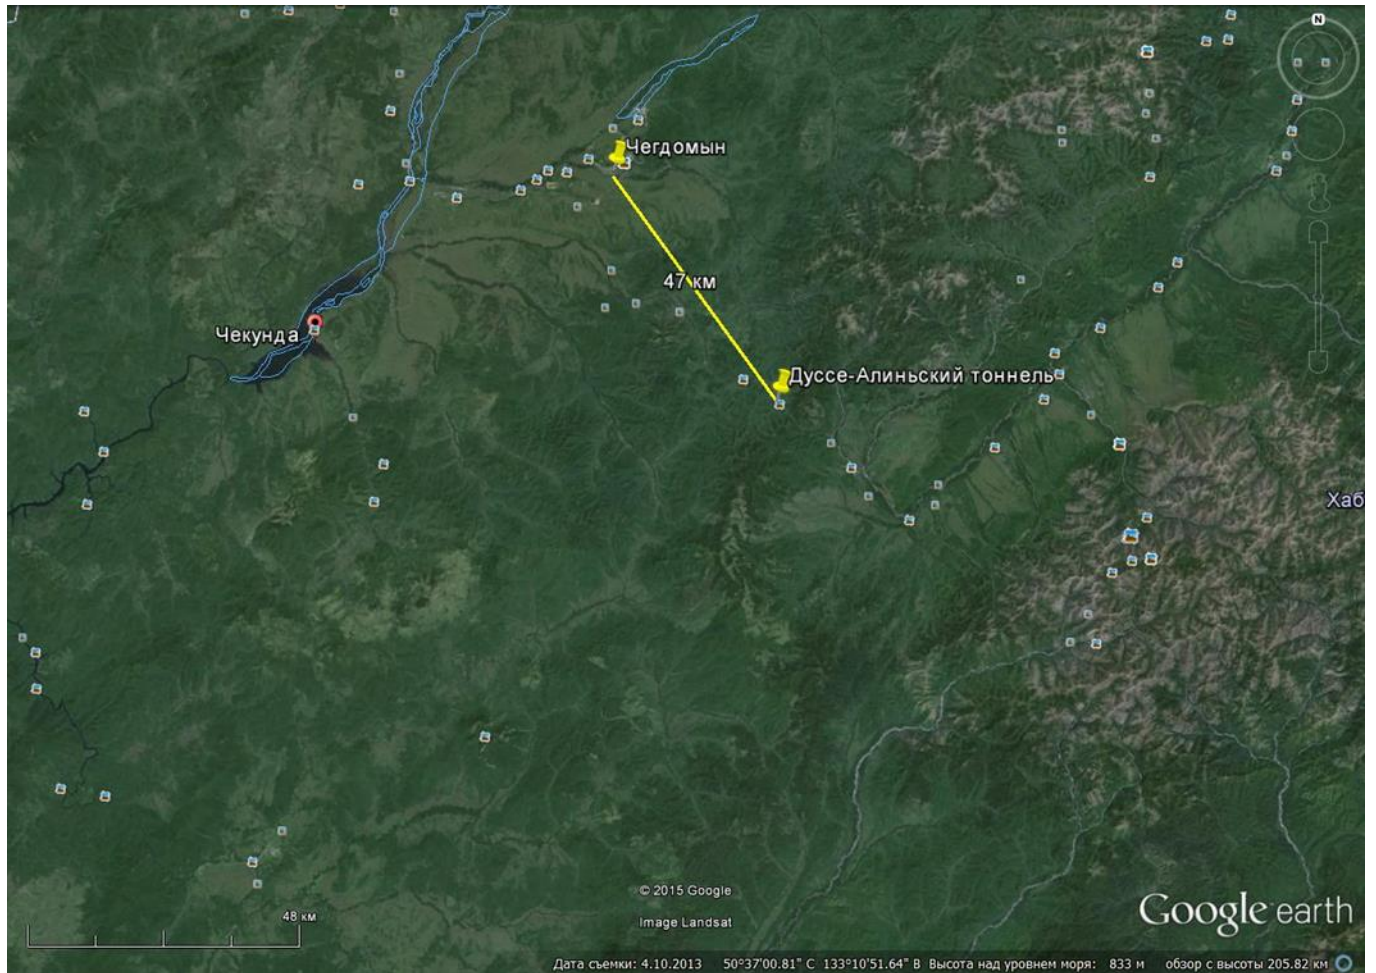 N
Чегдомын
47 км
Чекунда
Дуссе-Алиньский тоннель
Хаб
© 2015 Google
Image Landsat
Google earth
48 км
Дата съемки: 4.10.2013 50°37'00.81" С 133°10'51.64" В Высота над уровнем моря: 833 м обзор с высоты 205.82 км